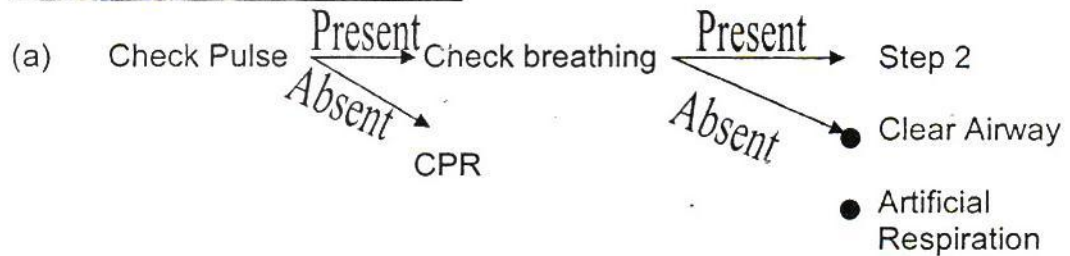 (a) Check Pulse Present Check breathing Present Step 2
Absent Absent Clear Airway
CPR
Artificial
Respiration